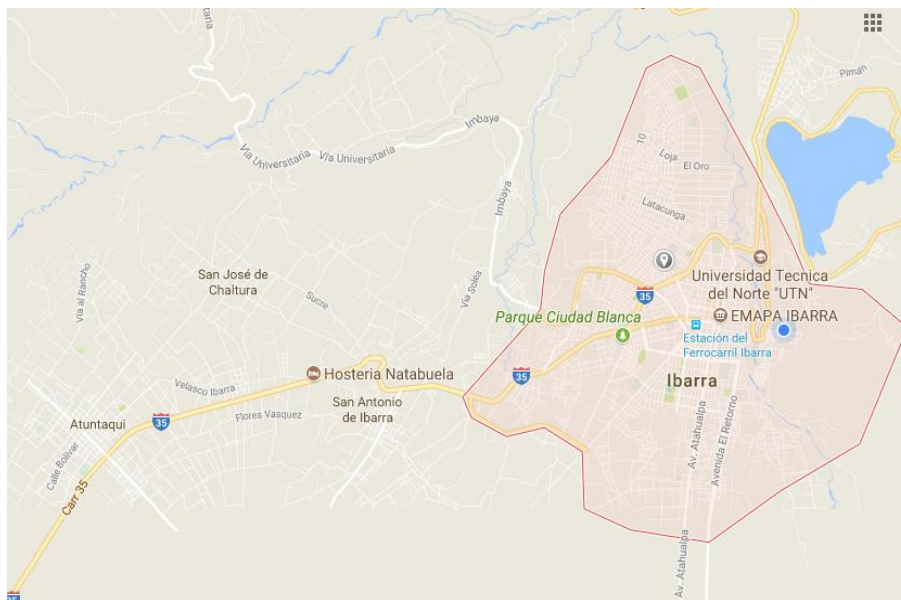 itaria
Piman
Imbaya
Vía Universitaria
Vía Universitaria
Imbaya
10
Loja
El Oro
Latacunga
San José de
Chaltura
Sucre
Vía al Rancho
Vía Soles
35
Universidad Tecnica
del Norte "UTN"
Parque Ciudad Blanca
EMAPA IBARRA
Estación del
Ferrocarril Ibarra
Hosteria Natabuela
35
Ibarra
Velasco Ibarra
San Antonio
de Ibarra
Flores Vasquez
35
Atuntaqui
Calle Bolívar
Carr 35
Av. Atahualpa
Avenida El Retorno
Av. Atahualpa
35